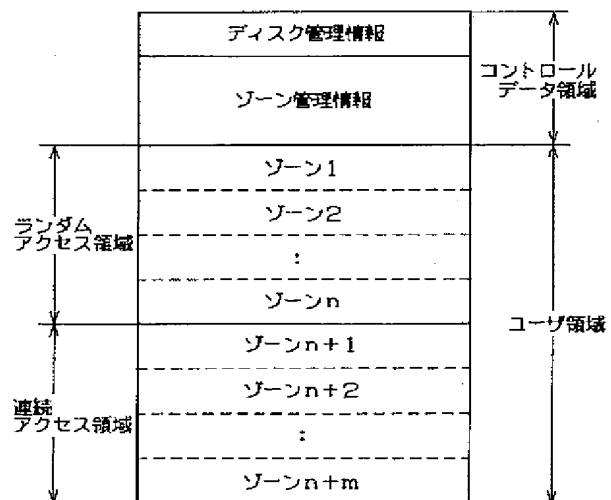 ディスク管理情報
ゾーン管理情報
コントロール
データ領域
ゾーン1
ゾーン2
:
ゾーンn
ランダム
アクセス領域
ユーザ領域
ゾーンn+1
ゾーンn+2
:
ゾーンn+m
連続
アクセス領域